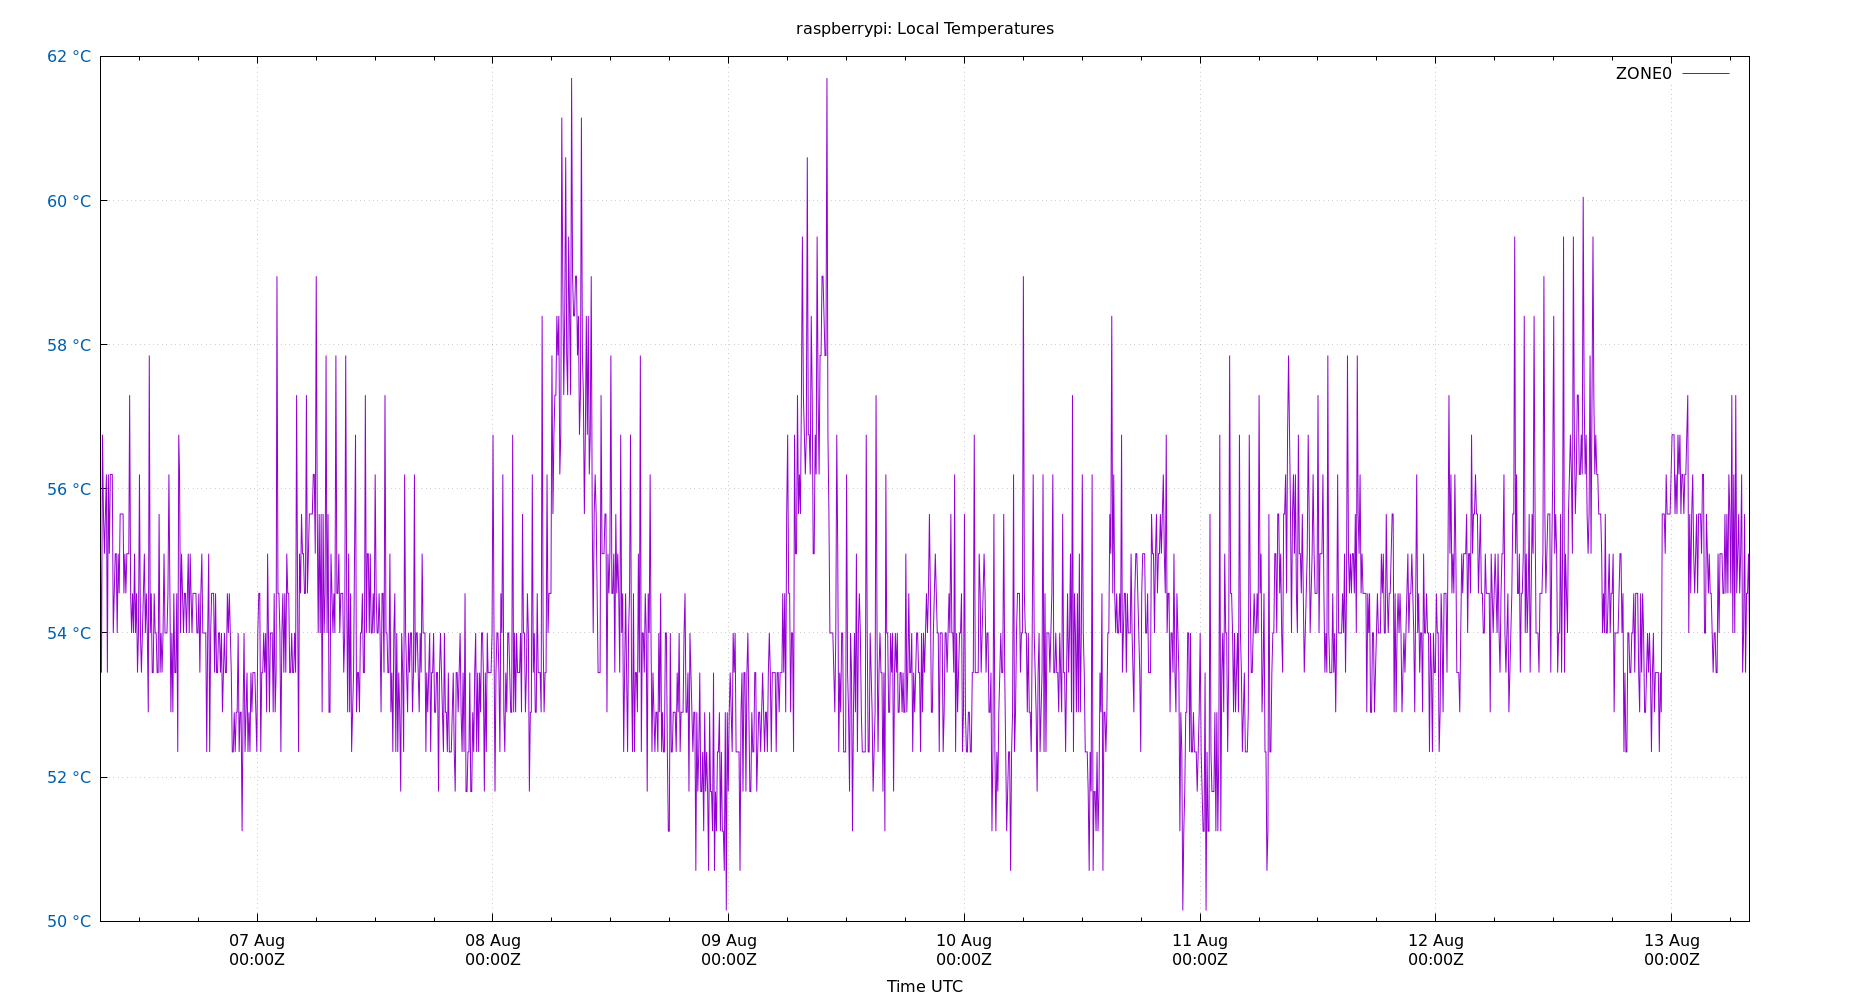 raspberrypi: Local Temperatures
62 °C
ZONE0
60 °C
58 °C
56 °C
54 °C
52 °C
50 °C
07 Aug
00:00Z
08 Aug
00:00Z
09 Aug
00:00Z
10 Aug
00:00Z
11 Aug
00:00Z
12 Aug
00:00Z
13 Aug
00:00Z
Time UTC